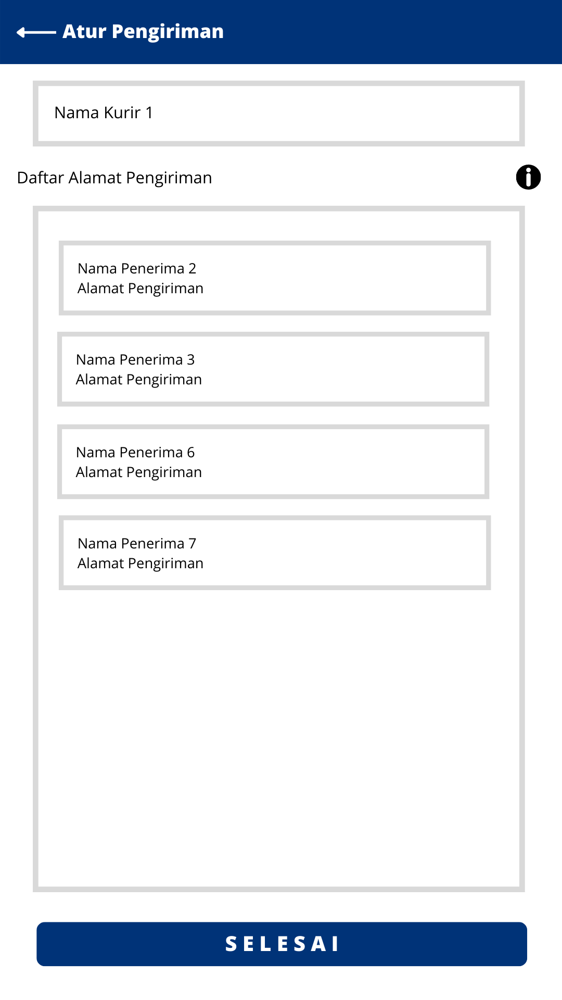 Atur Pengiriman
Nama Kurir 1
Daftar Alamat Pengiriman
Nama Penerima 2
Alamat Pengiriman
Nama Penerima 3
Alamat Pengiriman
Nama Penerima 6
Alamat Pengiriman
Nama Penerima 7
Alamat Pengiriman
SELESAI